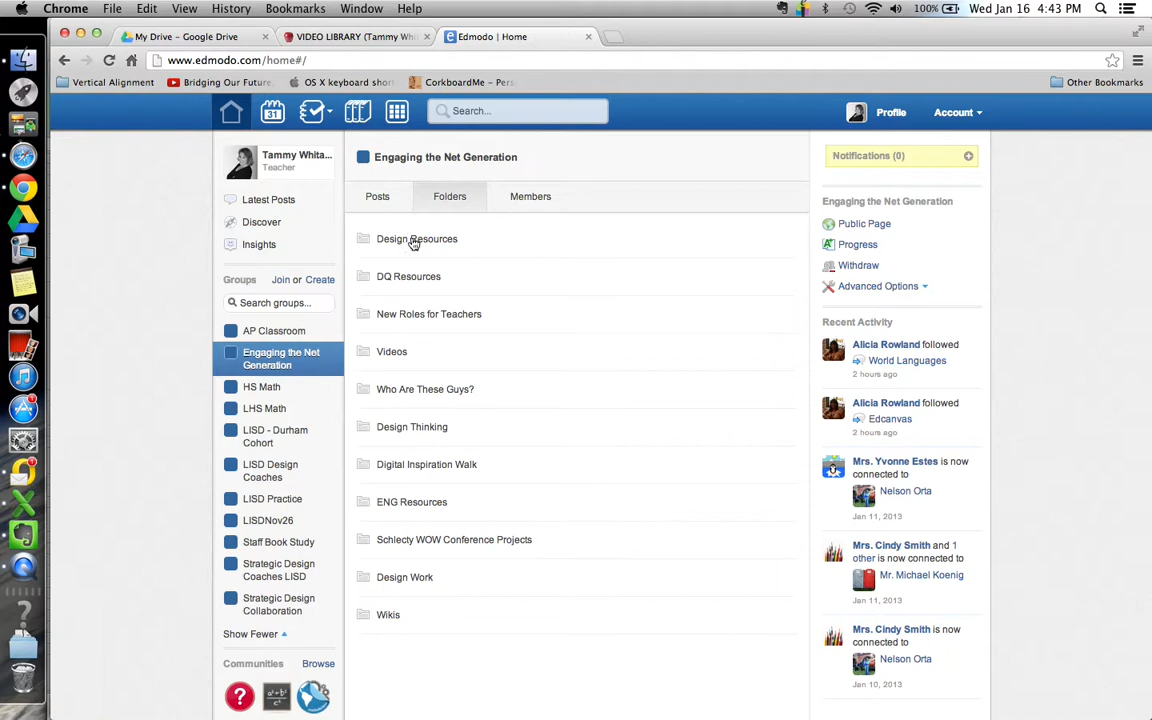 Chrome File Edit View History Bookmarks Window Help 100% Wed Jan 16 4:43 PM
My Drive - Google Drive VIDEO LIBRARY (Tammy Whi Edmodo | Home
www.edmodo.com/home#/
Vertical Alignment Bridging Our Future OS X keyboard shor CorkboardMe - Pers Other Bookmarks
31 Search... Profile Account
Tammy Whita...
Teacher
Latest Posts
Discover
Insights
Groups Join or Create
Search groups...
AP Classroom
Engaging the Net
Generation
HS Math
LHS Math
LISD - Durham
Cohort
LISD Design
Coaches
LISD Practice
LISDNov26
Staff Book Study
Strategic Design
Coaches LISD
Strategic Design
Collaboration
Show Fewer
Communities Browse
Engaging the Net Generation
Posts Folders Members
Design Resources
DQ Resources
New Roles for Teachers
Videos
Who Are These Guys?
Design Thinking
Digital Inspiration Walk
ENG Resources
Schlecty WOW Conference Projects
Design Work
Wikis
Notifications (0)
Engaging the Net Generation
Public Page
Progress
Withdraw
Advanced Options
Recent Activity
Alicia Rowland followed
World Languages
2 hours ago
Alicia Rowland followed
Edcanvas
2 hours ago
Mrs. Yvonne Estes is now
connected to
Nelson Orta
Jan 11, 2013
Mrs. Cindy Smith and 1
other is now connected to
Mr. Michael Koenig
Jan 11, 2013
Mrs. Cindy Smith is now
connected to
Nelson Orta
Jan 10, 2013